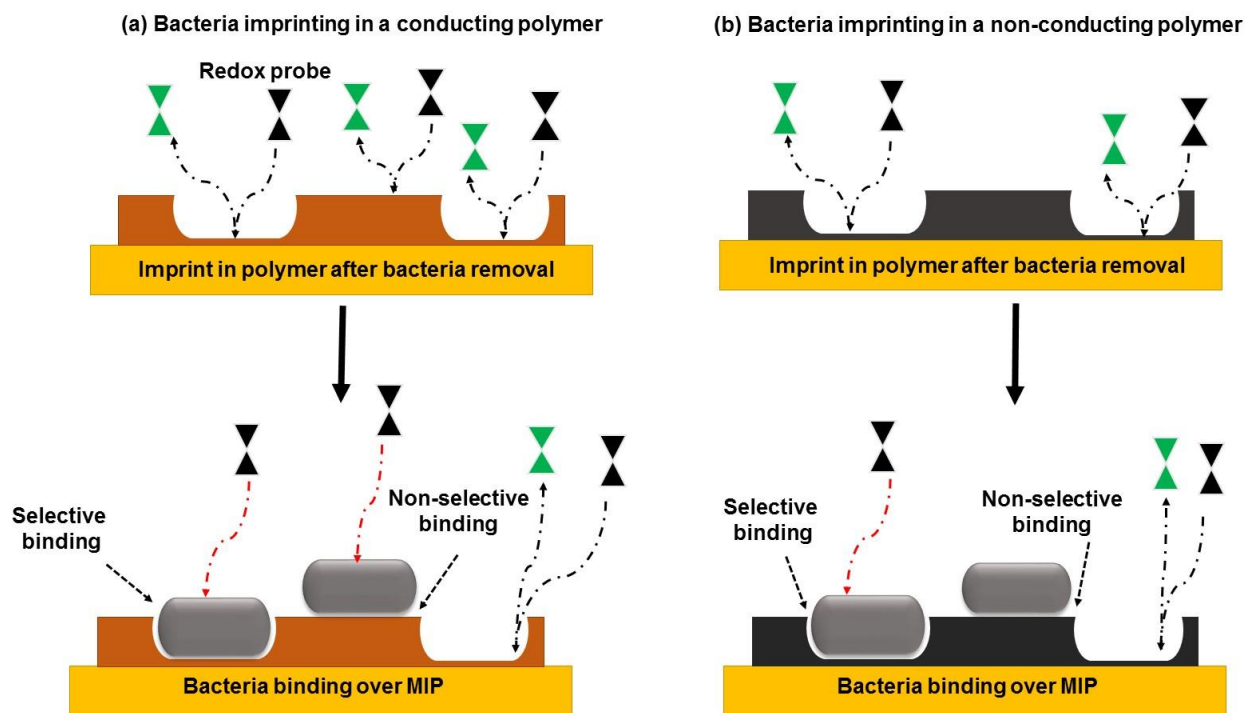 (a) Bacteria imprinting in a conducting polymer
Redox probe
Imprint in polymer after bacteria removal
Selective
binding
Non-selective
binding
Bacteria binding over MIP
(b) Bacteria imprinting in a non-conducting polymer
Imprint in polymer after bacteria removal
Selective
binding
Non-selective
binding
Bacteria binding over MIP